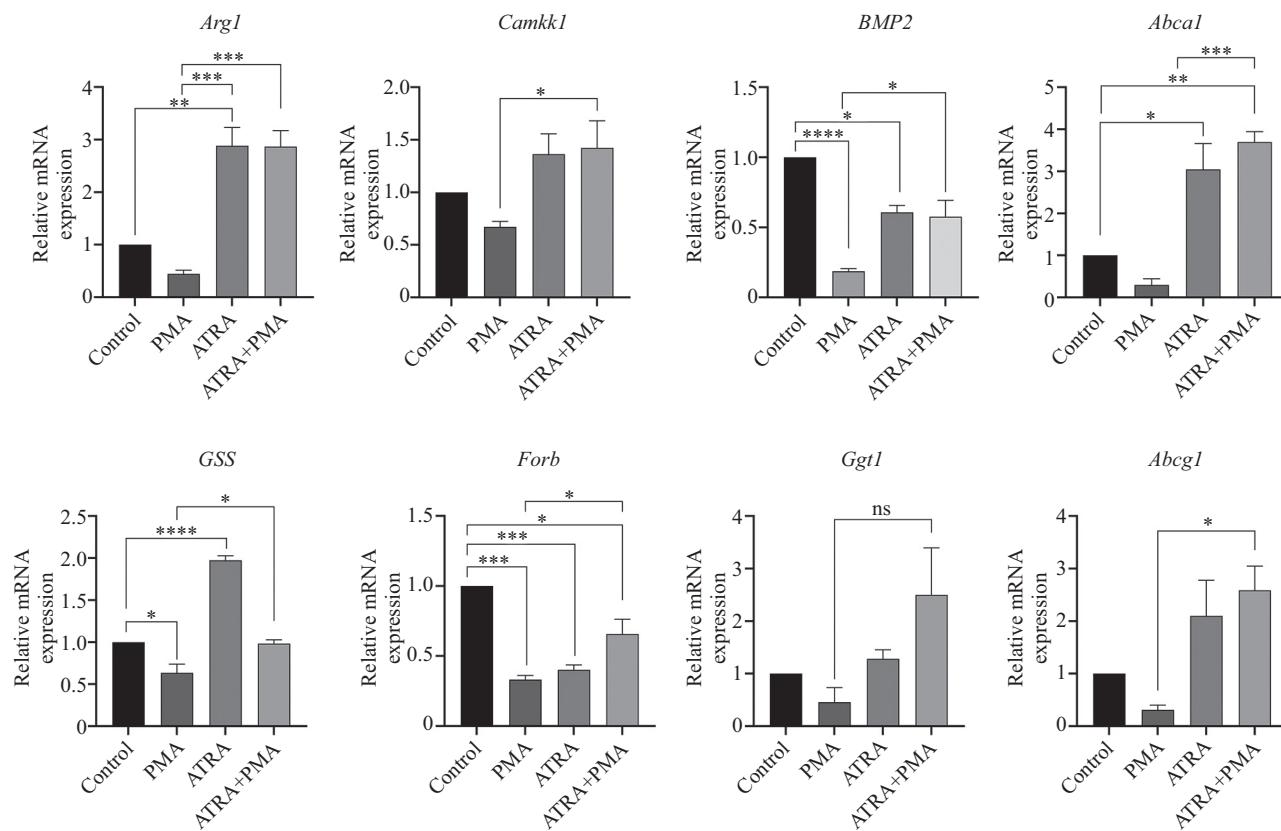 Arg1
Relative mRNA
expression
4
3
2
1
0
**
***
***
Control
PMA
ATRA
ATRA+PMA
Camkk1
Relative mRNA
expression
2.0
1.5
1.0
0.5
0
*
Control
PMA
ATRA
ATRA+PMA
BMP2
Relative mRNA
expression
1.5
1.0
0.5
0
*
*
****
Control
PMA
ATRA
ATRA+PMA
Abca1
Relative mRNA
expression
5
4
3
2
1
0
***
**
*
Control
PMA
ATRA
ATRA+PMA
GSS
Relative mRNA
expression
2.5
2.0
1.5
1.0
0.5
0
*
****
*
Control
PMA
ATRA
ATRA+PMA
Forb
Relative mRNA
expression
1.5
1.0
0.5
0
*
*
***
***
Control
PMA
ATRA
ATRA+PMA
Ggt1
Relative mRNA
expression
4
3
2
1
0
ns
Control
PMA
ATRA
ATRA+PMA
Abcg1
Relative mRNA
expression
4
3
2
1
0
*
Control
PMA
ATRA
ATRA+PMA